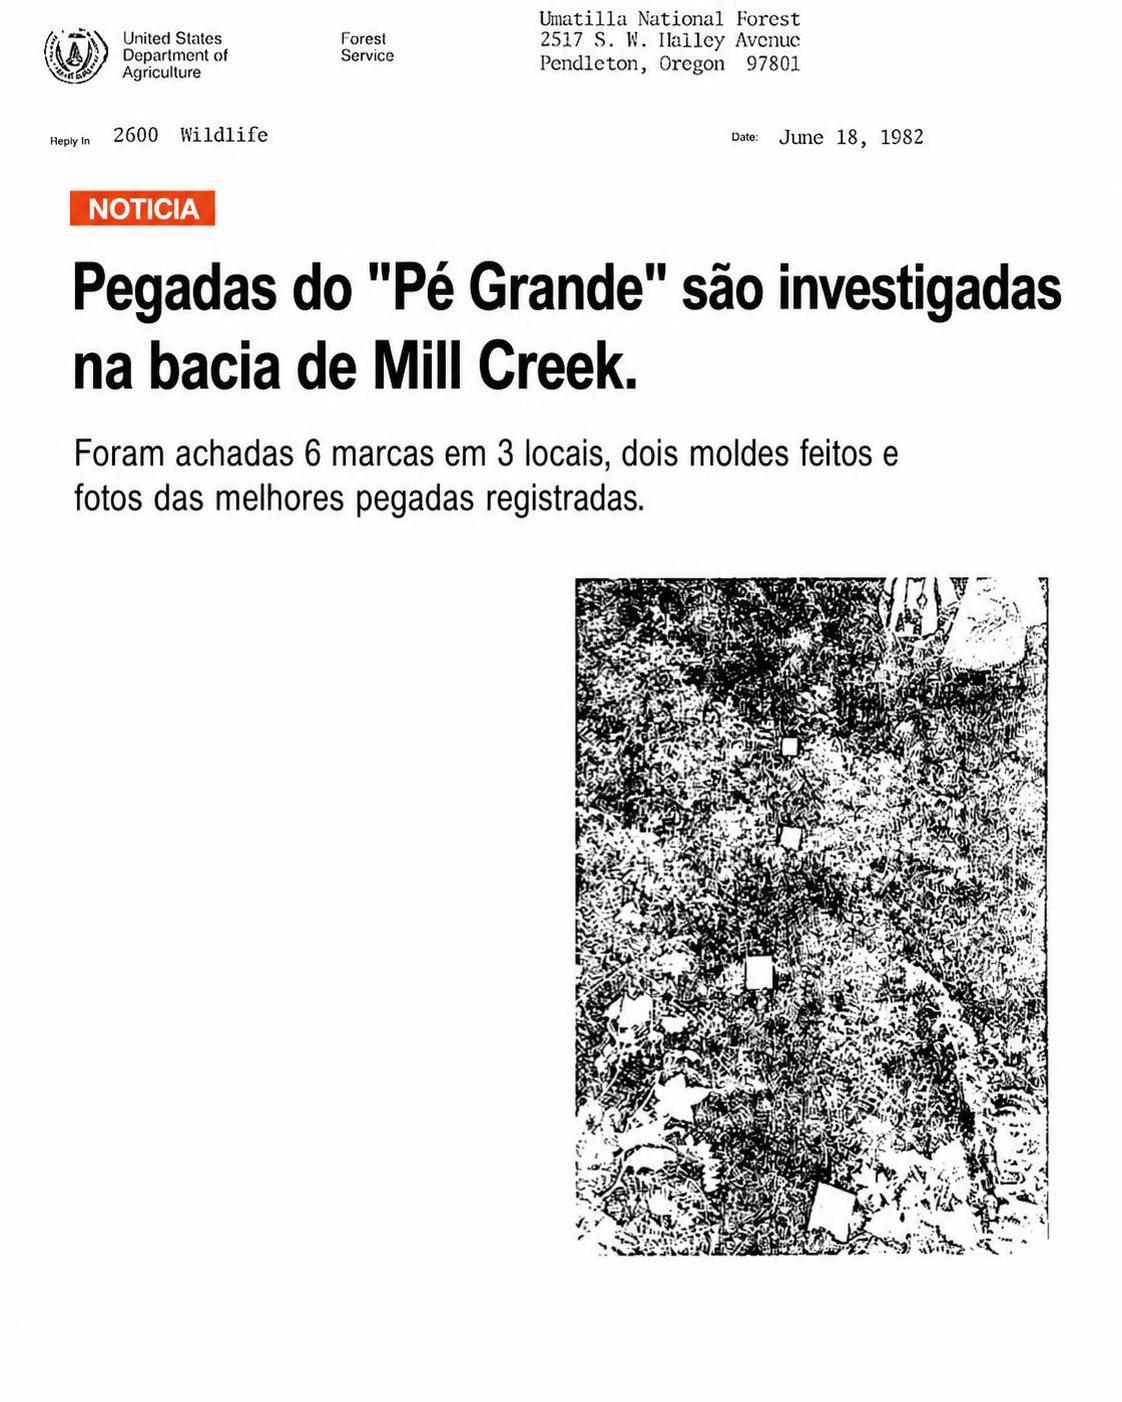 United States
Department of
Agriculture
Forest
Service
Umatilla National Forest
2517 S. W. Hailey Avenue
Pendleton, Oregon 97801
Reply In 2600 Wildlife
Date: June 18, 1982
NOTICIA
Pegadas do "Pé Grande" são investigadas
na bacia de Mill Creek.
Foram achadas 6 marcas em 3 locais, dois moldes feitos e
fotos das melhores pegadas registradas.